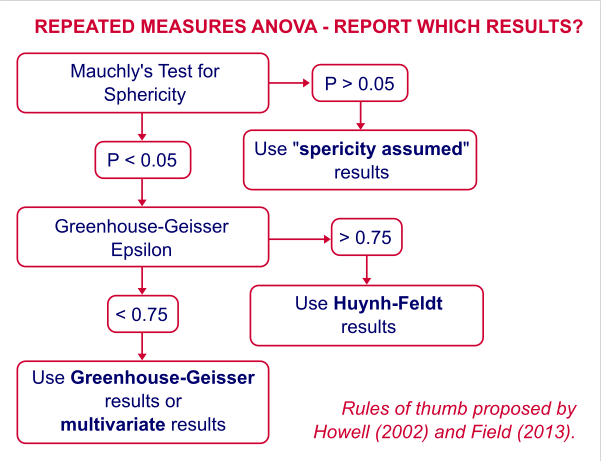 REPEATED MEASURES ANOVA - REPORT WHICH RESULTS?
Mauchly's Test for
Sphericity
P > 0.05
Use "spericity assumed"
results
P < 0.05
Greenhouse-Geisser
Epsilon
> 0.75
Use Huynh-Feldt
results
< 0.75
Use Greenhouse-Geisser
results or
multivariate results
Rules of thumb proposed by
Howell (2002) and Field (2013).